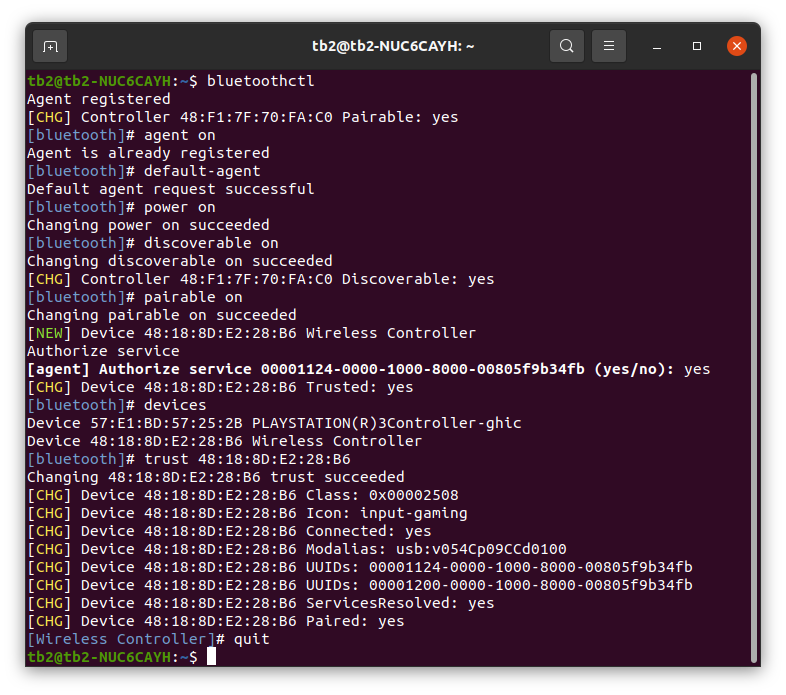 tb2@tb2-NUC6CAYH: ~
tb2@tb2-NUC6CAYH:~$ bluetoothctl
Agent registered
[CHG] Controller 48:F1:7F:70:FA:C0 Pairable: yes
[bluetooth]# agent on
Agent is already registered
[bluetooth]# default-agent
Default agent request successful
[bluetooth]# power on
Changing power on succeeded
[bluetooth]# discoverable on
Changing discoverable on succeeded
[CHG] Controller 48:F1:7F:70:FA:C0 Discoverable: yes
[bluetooth]# pairable on
Changing pairable on succeeded
[NEW] Device 48:18:8D:E2:28:B6 Wireless Controller
Authorize service
[agent] Authorize service 00001124-0000-1000-8000-00805f9b34fb (yes/no): yes
[CHG] Device 48:18:8D:E2:28:B6 Trusted: yes
[bluetooth]# devices
Device 57:E1:BD:57:25:2B PLAYSTATION(R)3Controller-ghic
Device 48:18:8D:E2:28:B6 Wireless Controller
[bluetooth]# trust 48:18:8D:E2:28:B6
Changing 48:18:8D:E2:28:B6 trust succeeded
[CHG] Device 48:18:8D:E2:28:B6 Class: 0x00002508
[CHG] Device 48:18:8D:E2:28:B6 Icon: input-gaming
[CHG] Device 48:18:8D:E2:28:B6 Connected: yes
[CHG] Device 48:18:8D:E2:28:B6 Modalias: usb:v054Cp09CCd0100
[CHG] Device 48:18:8D:E2:28:B6 UUIDs: 00001124-0000-1000-8000-00805f9b34fb
[CHG] Device 48:18:8D:E2:28:B6 UUIDs: 00001200-0000-1000-8000-00805f9b34fb
[CHG] Device 48:18:8D:E2:28:B6 ServicesResolved: yes
[CHG] Device 48:18:8D:E2:28:B6 Paired: yes
[Wireless Controller]# quit
tb2@tb2-NUC6CAYH:~$